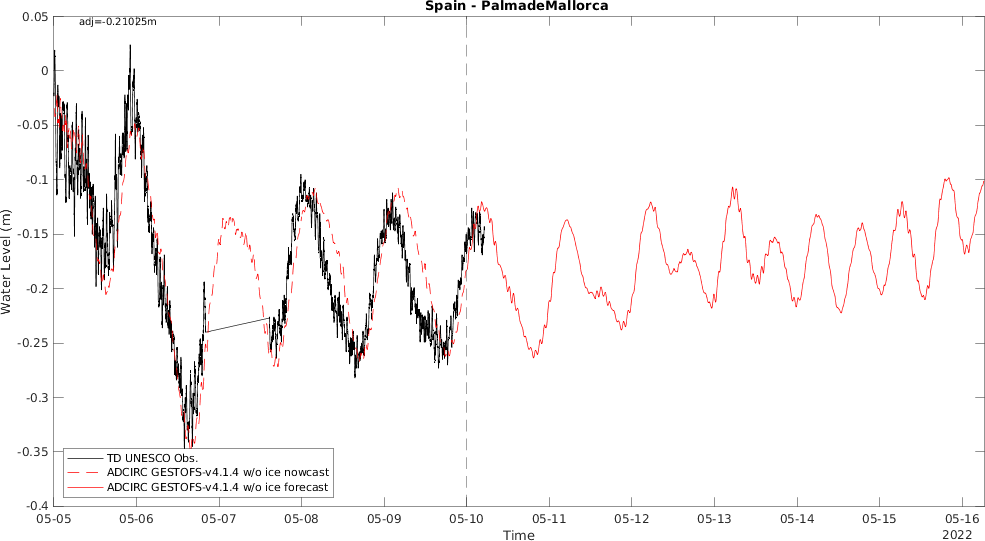 Spain - PalmadeMallorca
adj=-0.21025m
0.05
0
-0.05
-0.1
-0.15
-0.2
-0.25
-0.3
-0.35
-0.4
Water Level (m)
TD UNESCO Obs.
ADCIRC GESTOFS-v4.1.4 w/o ice nowcast
ADCIRC GESTOFS-v4.1.4 w/o ice forecast
05-05 05-06 05-07 05-08 05-09 05-10 05-11 05-12 05-13 05-14 05-15 05-16
Time
2022